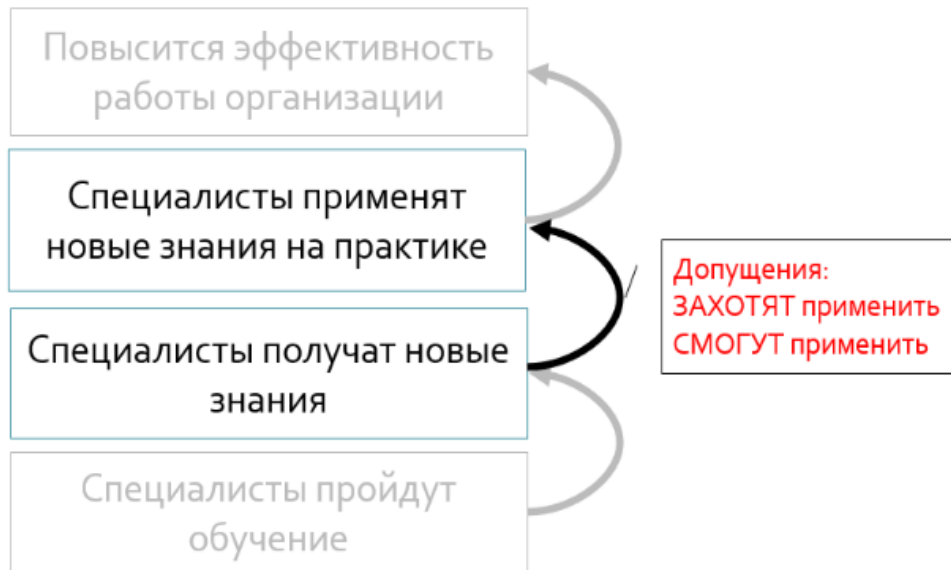 Повысится эффективность
работы организации
Специалисты применят
новые знания на практике
Допущения:
ЗАХОТЯТ применить
СМОГУТ применить
Специалисты получат новые
знания
Специалисты пройдут
обучение